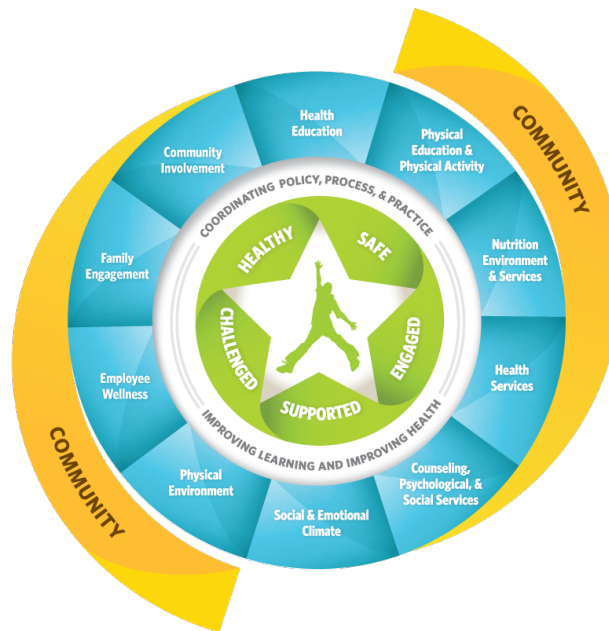 COMMUNITY
Health
Education
Physical
Education &
Physical Activity
Nutrition
Environment
& Services
Health
Services
Counseling,
Psychological, &
Social Services
Social & Emotional
Climate
Physical
Environment
Employee
Wellness
Family
Engagement
Community
Involvement
COORDINATING POLICY, PROCESS, & PRACTICE
IMPROVING LEARNING AND IMPROVING HEALTH
HEALTHY
SAFE
ENGAGED
SUPPORTED
CHALLENGED
COMMUNITY